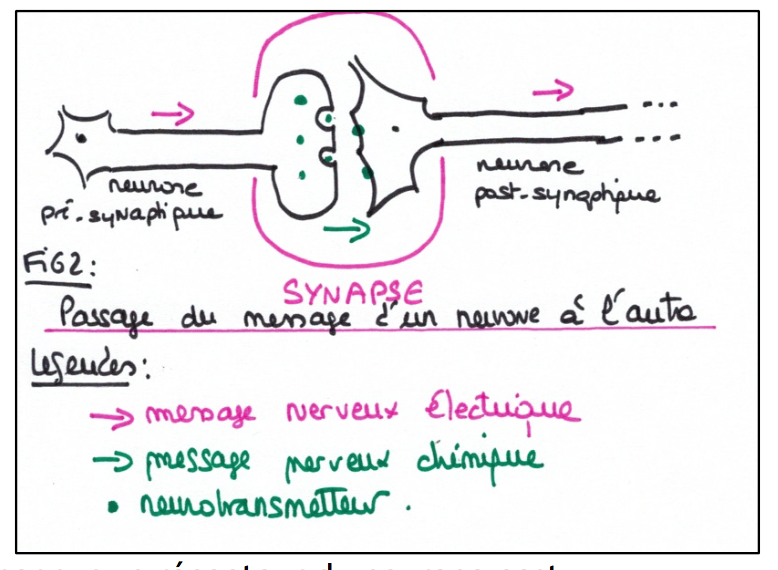 neurone
pré-synaptique
neurone
post-synaptique
SYNAPSE
FIG2:
Passage du message d'un neurone à l'autre
Légendes:
→ message nerveux électrique
→ message nerveux chimique
• neurotransmetteur.